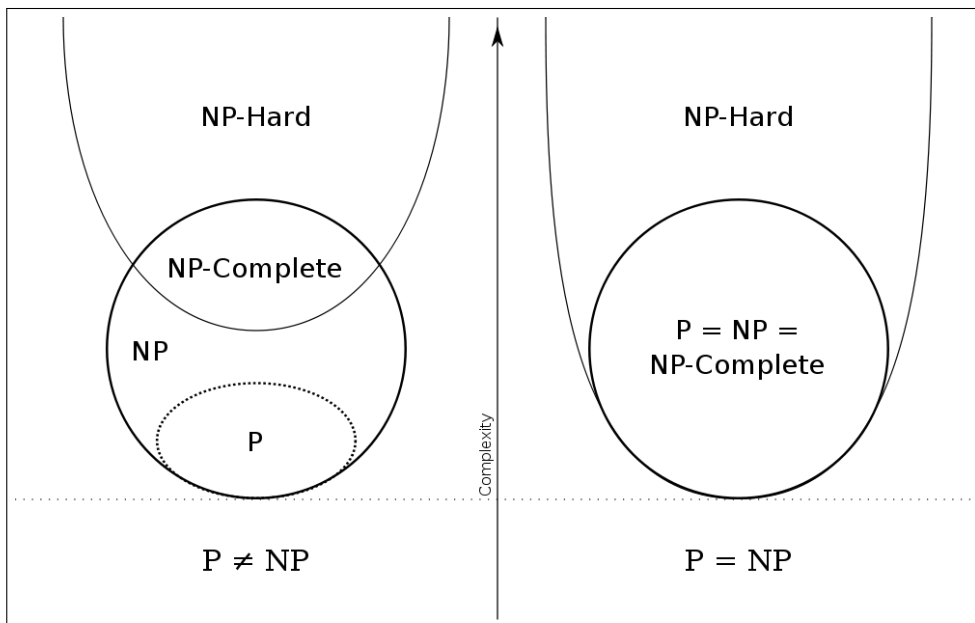 NP-Hard
NP-Complete
NP
P
P ≠ NP
Complexity
NP-Hard
P = NP =
NP-Complete
P = NP